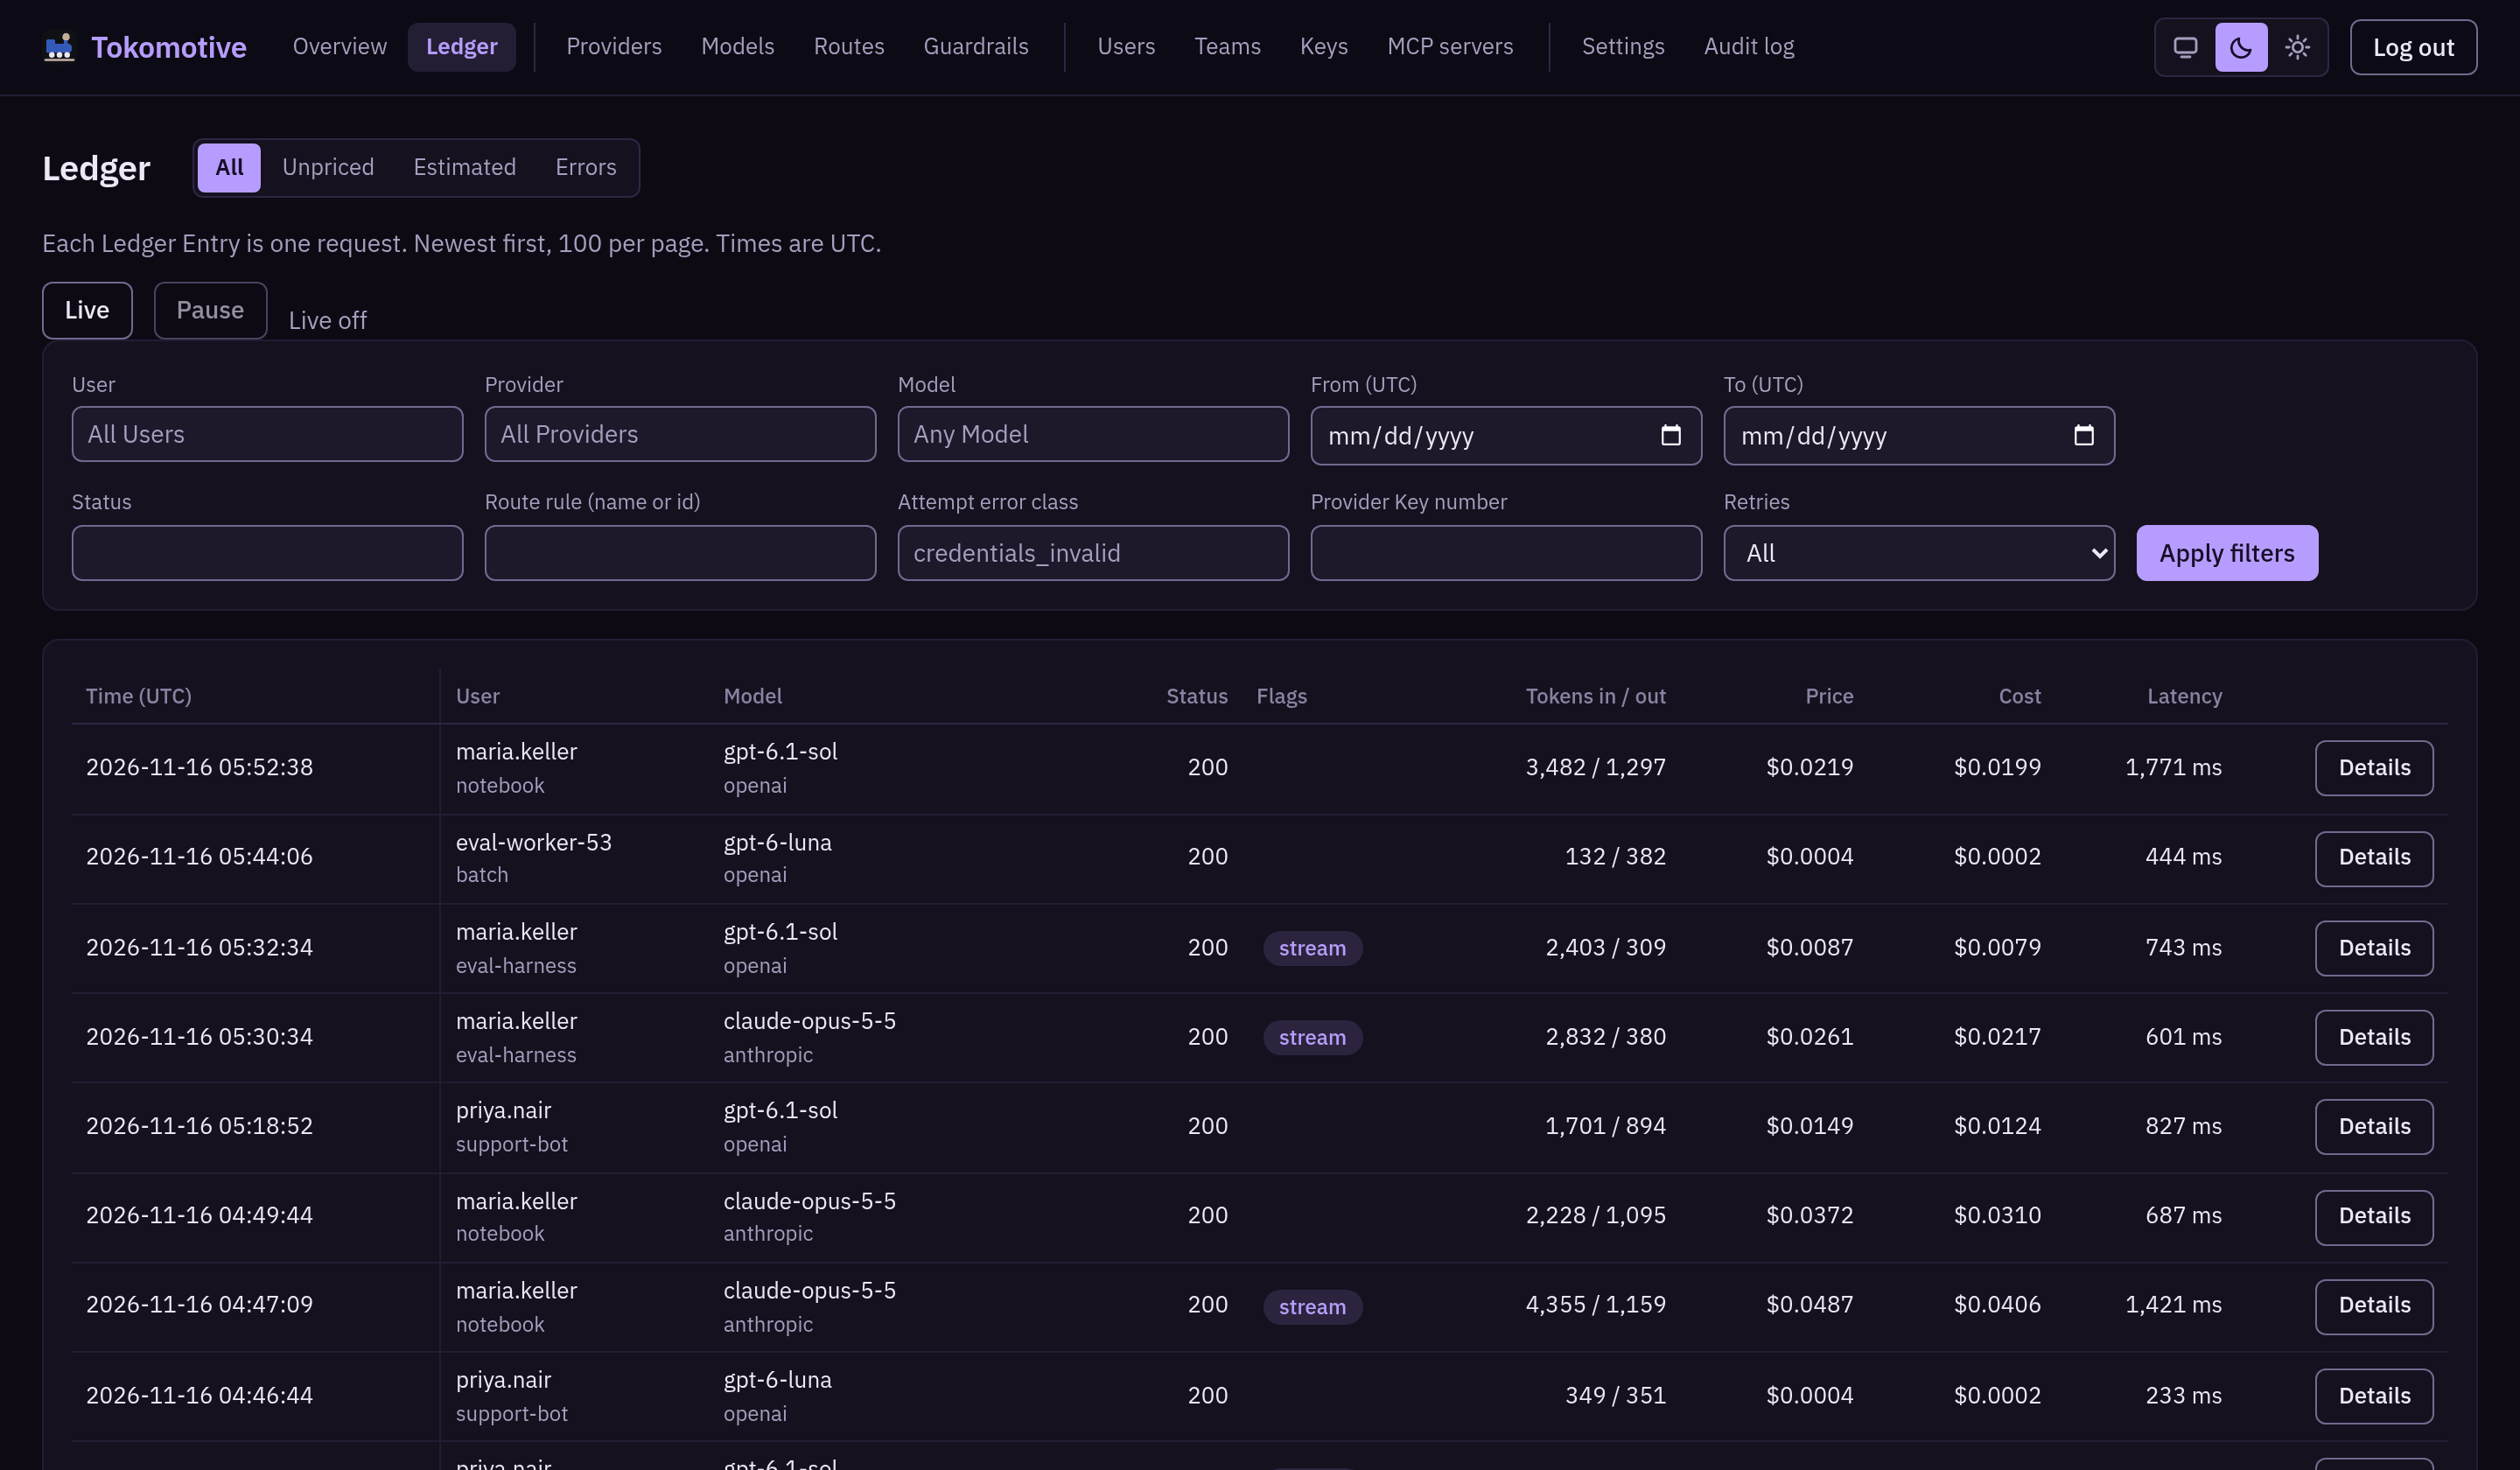 Tokomotive Overview Ledger Providers Models Routes Guardrails Users Teams Keys MCP servers Settings Audit log Log out
Ledger All Unpriced Estimated Errors
Each Ledger Entry is one request. Newest first, 100 per page. Times are UTC.
Live Pause Live off
User Provider Model From (UTC) To (UTC)
All Users All Providers Any Model mm/dd/yyyy mm/dd/yyyy
Status Route rule (name or id) Attempt error class Provider Key number Retries
credentials_invalid All Apply filters
Time (UTC) User Model Status Flags Tokens in / out Price Cost Latency
2026-11-16 05:52:38 maria.keller gpt-6.1-sol 200 3,482 / 1,297 $0.0219 $0.0199 1,771 ms Details
notebook openai
2026-11-16 05:44:06 eval-worker-53 gpt-6-luna 200 132 / 382 $0.0004 $0.0002 444 ms Details
batch openai
2026-11-16 05:32:34 maria.keller gpt-6.1-sol 200 stream 2,403 / 309 $0.0087 $0.0079 743 ms Details
eval-harness openai
2026-11-16 05:30:34 maria.keller claude-opus-5-5 200 stream 2,832 / 380 $0.0261 $0.0217 601 ms Details
eval-harness anthropic
2026-11-16 05:18:52 priya.nair gpt-6.1-sol 200 1,701 / 894 $0.0149 $0.0124 827 ms Details
support-bot openai
2026-11-16 04:49:44 maria.keller claude-opus-5-5 200 2,228 / 1,095 $0.0372 $0.0310 687 ms Details
notebook anthropic
2026-11-16 04:47:09 maria.keller claude-opus-5-5 200 stream 4,355 / 1,159 $0.0487 $0.0406 1,421 ms Details
notebook anthropic
2026-11-16 04:46:44 priya.nair gpt-6-luna 200 349 / 351 $0.0004 $0.0002 233 ms Details
support-bot openai
priya.nair gpt-6.1-sol